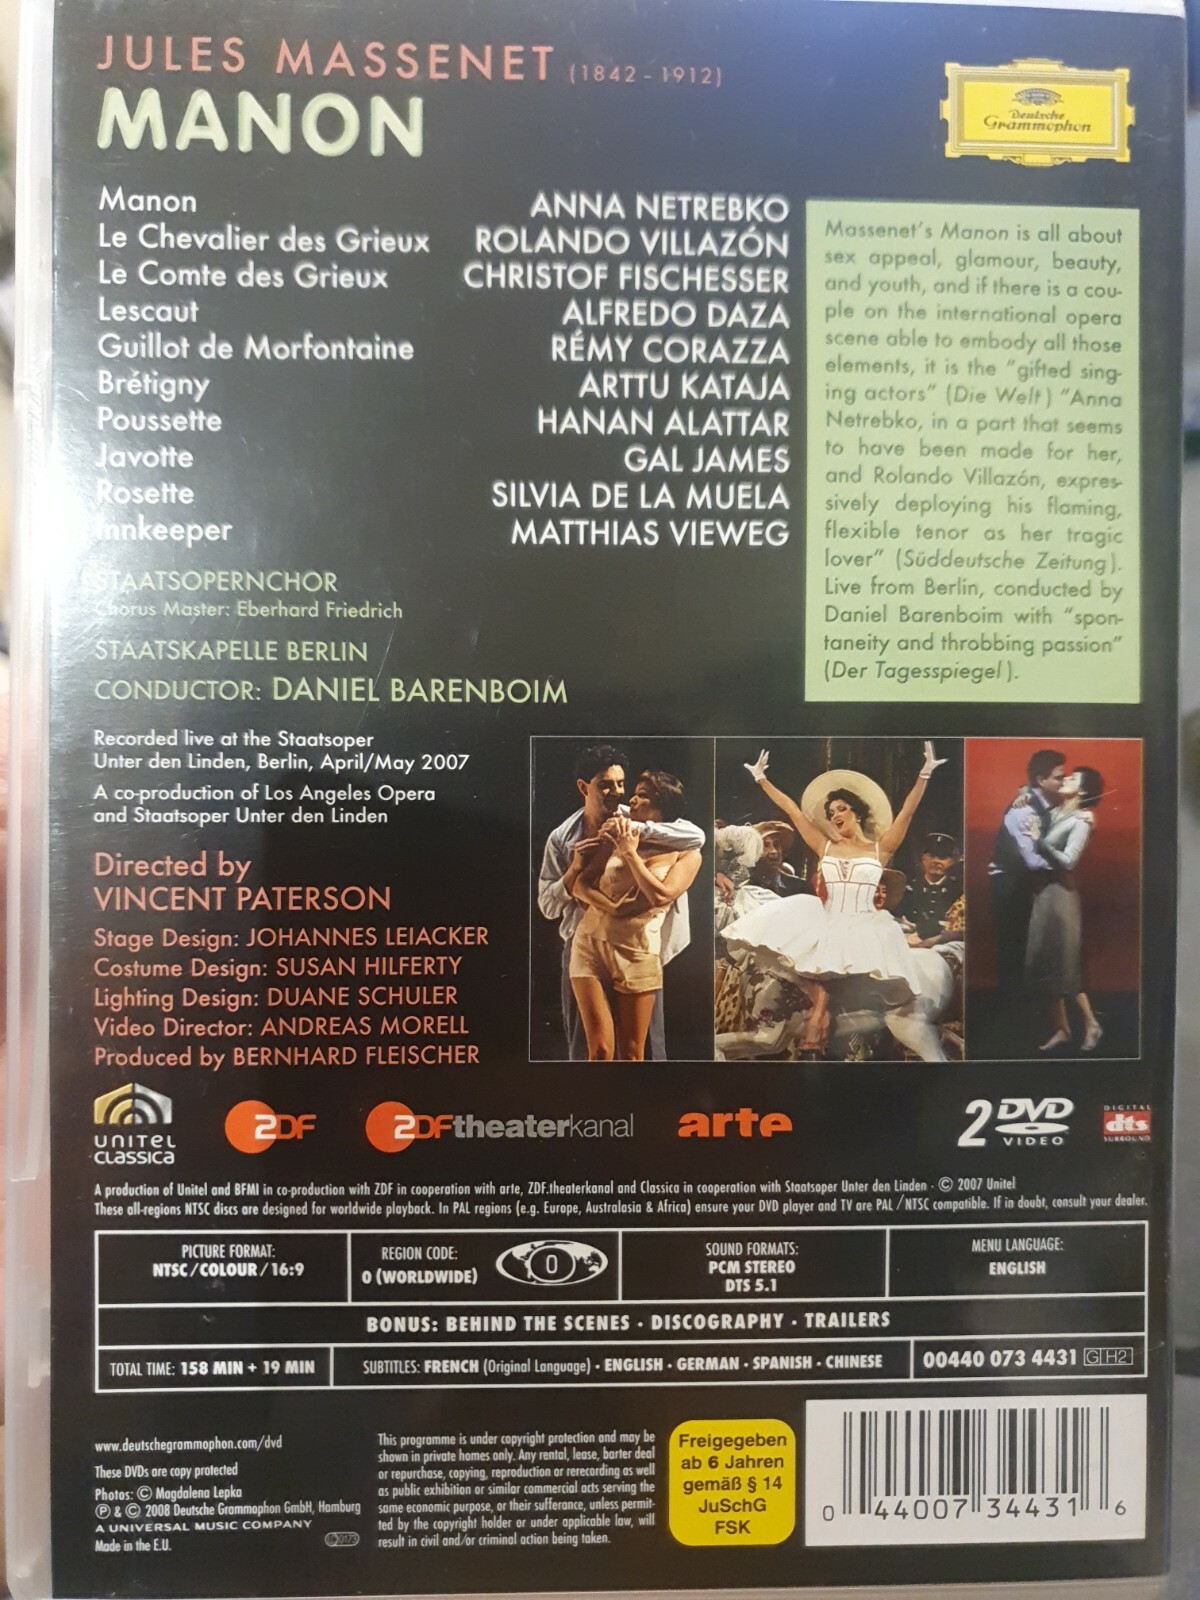 JULES MASSENET (1842-1912)
MANON
Deutsche
Grammophon
Manon ANNA NETREBKO
Le Chevalier des Grieux ROLANDO VILLAZÓN
Le Comte des Grieux CHRISTOF FISCHESSER
Lescaut ALFREDO DAZA
Guillot de Morfontaine RÉMY CORAZZA
Brétigny ARTTU KATAJA
Poussette HANAN ALATTAR
Javotte GAL JAMES
Rosette SILVIA DE LA MUELA
Innkeeper MATTHIAS VIEWEG
STAATSOPERNCHOR
Chorus Master: Eberhard Friedrich
STAATSKAPELLE BERLIN
CONDUCTOR: DANIEL BARENBOIM
Massenet's Manon is all about
sex appeal, glamour, beauty,
and youth, and if there is a cou-
ple on the international opera
scene able to embody all those
elements, it is the "gifted sing-
ing actors" (Die Welt) "Anna
Netrebko, in a part that seems
to have been made for her,
and Rolando Villazón, expres-
sively deploying his flaming,
flexible tenor as her tragic
lover" (Süddeutsche Zeitung).
Live from Berlin, conducted by
Daniel Barenboim with "spon-
taneity and throbbing passion"
(Der Tagesspiegel).
Recorded live at the Staatsoper
Unter den Linden, Berlin, April/May 2007
A co-production of Los Angeles Opera
and Staatsoper Unter den Linden
Directed by
VINCENT PATERSON
Stage Design: JOHANNES LEIACKER
Costume Design: SUSAN HILFERTY
Lighting Design: DUANE SCHULER
Video Director: ANDREAS MORELL
Produced by BERNHARD FLEISCHER
UNITEL
CLASSICA
ZDF
ZDFtheaterkanal
arte
2 DVD
VIDEO
DIGITAL
dts
SURROUND
A production of Unitel and BFMI in co-production with ZDF in cooperation with arte, ZDF.theaterkanal and Classica in cooperation with Staatsoper Unter den Linden · © 2007 Unitel
These all-regions NTSC discs are designed for worldwide playback. In PAL regions (e.g. Europe, Australasia & Africa) ensure your DVD player and TV are PAL/NTSC compatible. If in doubt, consult your dealer.
PICTURE FORMAT:
NTSC/COLOUR/16:9
REGION CODE:
0 (WORLDWIDE)
0
SOUND FORMATS:
PCM STEREO
DTS 5.1
MENU LANGUAGE:
ENGLISH
BONUS: BEHIND THE SCENES · DISCOGRAPHY · TRAILERS
TOTAL TIME: 158 MIN + 19 MIN
SUBTITLES: FRENCH (Original Language) · ENGLISH · GERMAN · SPANISH · CHINESE
00440 073 4431 G H2
www.deutschegrammophon.com/dvd
These DVDs are copy protected
Photos: © Magdalena Lepka
℗ & © 2008 Deutsche Grammophon GmbH, Hamburg
A UNIVERSAL MUSIC COMPANY
Made in the E.U.
This programme is under copyright protection and may be
shown in private homes only. Any rental, lease, barter deal
or repurchase, copying, reproduction or rerecording as well
as public exhibition or similar commercial acts serving the
same economic purpose, or their sufferance, unless permit-
ted by the copyright holder or under applicable law, will
result in civil and/or criminal action being taken.
Freigegeben
ab 6 Jahren
gemäß § 14
JuSchG
FSK
0 44007 34431 6